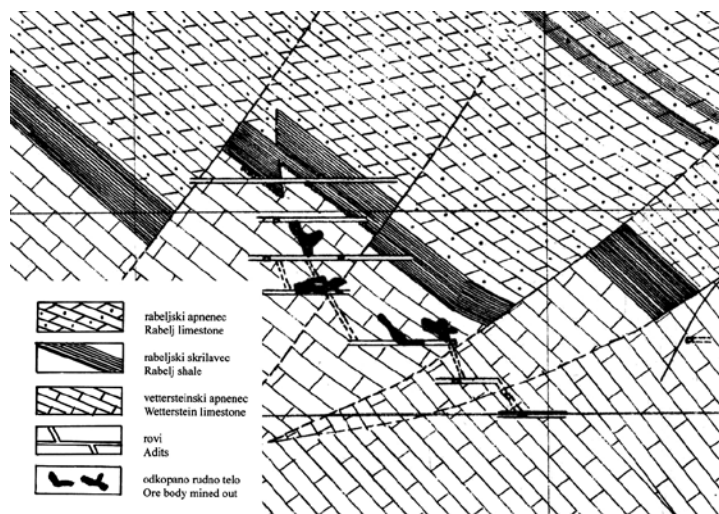 rabeljski apnenec
Rabelj limestone
rabeljski skrilavec
Rabelj shale
vettersteinski apnenec
Wetterstein limestone
rovi
Adits
odkopano rudno telo
Ore body mined out